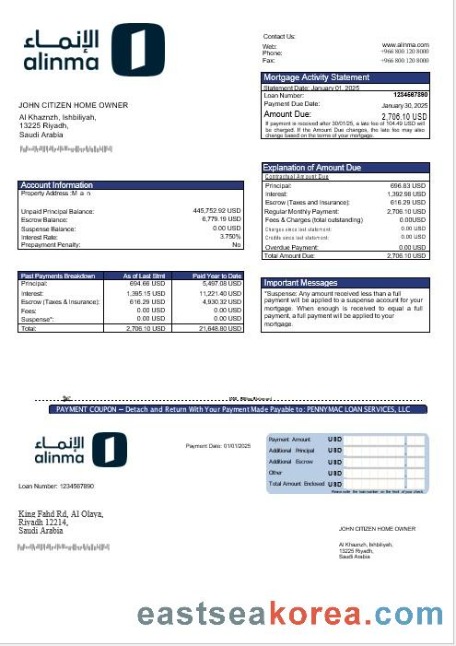 الإنماء
alinma
Contact Us:
Web: www.alinma.com
Phone: +966 800 120 8000
Fax: +966 800 120 8000
Mortgage Activity Statement
Statement Date: January 01, 2025
Loan Number: 1234567890
Payment Due Date: January 30, 2025
Amount Due: 2,706.10 USD
If payment is received after 30/01/25, a late fee of 104.49 USD will
be charged. If the Amount Due changes, the late fee may also
change based on the terms of your mortgage.
JOHN CITIZEN HOME OWNER
Al Khaznzh, Ishbiliyah,
13225 Riyadh,
Saudi Arabia
Account Information
Property Address :M a n
Unpaid Principal Balance: 445,752.92 USD
Escrow Balance: 6,779.19 USD
Suspense Balance: 0.00 USD
Interest Rate: 3.750%
Prepayment Penalty: No
Explanation of Amount Due
Contractual Amount Due
Principal: 696.83 USD
Interest: 1,392.98 USD
Escrow (Taxes and Insurance): 616.29 USD
Regular Monthly Payment: 2,706.10 USD
Fees & Charges (total outstanding) 0.00USD
Charges since last statement: 0.00 USD
Credits since last statement: 0.00 USD
Overdue Payment: 0.00 USD
Total Amount Due: 2,706.10 USD
Past Payments Breakdown As of Last Stmt Paid Year to Date
Principal: 694.66 USD 5,497.08 USD
Interest: 1,395.15 USD 11,221.40 USD
Escrow (Taxes & Insurance): 616.29 USD 4,930.32 USD
Fees: 0.00 USD 0.00 USD
Suspense*: 0.00 USD 0.00 USD
Total: 2,706.10 USD 21,648.80 USD
Important Messages
*Suspense: Any amount received less than a full
payment will be applied to a suspense account for your
mortgage. When enough is received to equal a full
payment, a full payment will be applied to your
mortgage.
PAYMENT COUPON – Detach and Return With Your Payment Made Payable to: PENNYMAC LOAN SERVICES, LLC
الإنماء
alinma
Payment Date: 01/01/2025
Payment Amount USD
Additional Principal USD
Additional Escrow USD
Other USD
Total Amount Enclosed USD
Please write the loan number on the front of your check.
Loan Number: 1234567890
King Fahd Rd, Al Olaya,
Riyadh 12214,
Saudi Arabia
JOHN CITIZEN HOME OWNER
Al Khaznzh, Ishbiliyah,
13225 Riyadh,
Saudi Arabia
eastseakorea.com